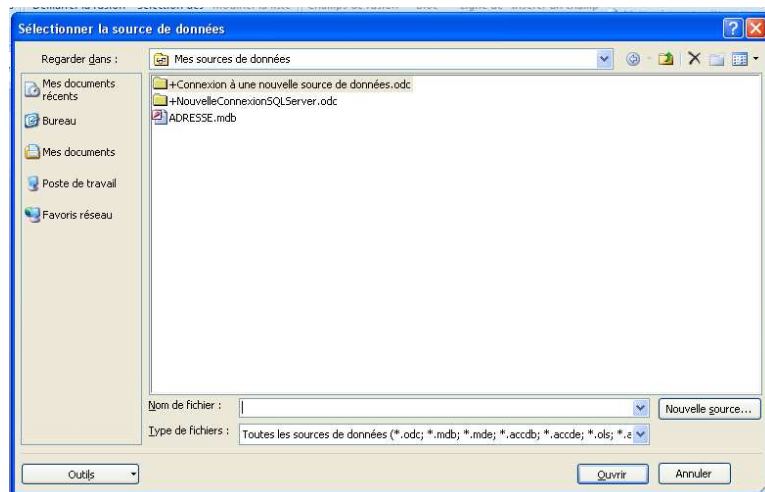 Sélectionner la source de données
Regarder dans :
Mes sources de données
Mes documents récents
Bureau
Mes documents
Poste de travail
Favoris réseau
+Connexion à une nouvelle source de données.odc
+NouvelleConnexionSQLServer.odc
ADRESSE.mdb
Nom de fichier :
Nouvelle source...
Type de fichiers :
Toutes les sources de données (*.odc; *.mdb; *.mde; *.accdb; *.accde; *.ols; *.a
Outils
Ouvrir
Annuler